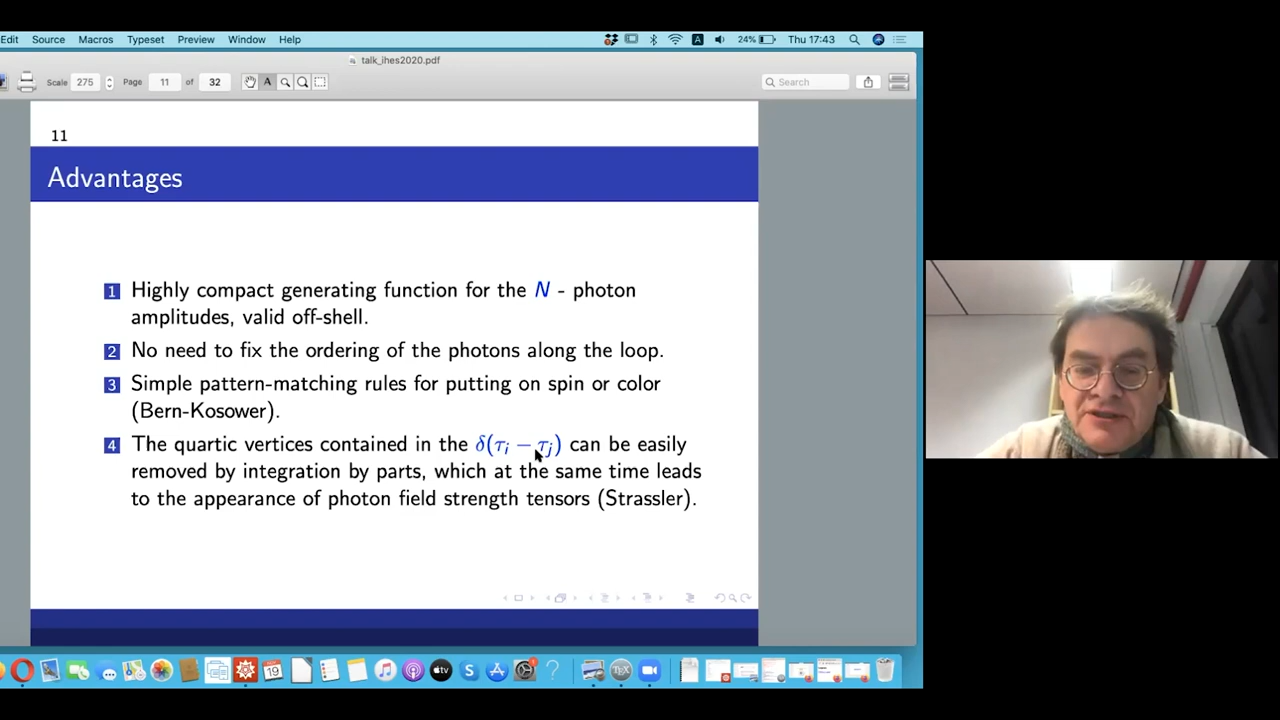 Edit Source Macros Typeset Preview Window Help A 24% Thu 17:43
talk_ihes2020.pdf
Scale 275 Page 11 of 32 A Search
11
Advantages
1 Highly compact generating function for the N - photon
amplitudes, valid off-shell.
2 No need to fix the ordering of the photons along the loop.
3 Simple pattern-matching rules for putting on spin or color
(Bern-Kosower).
4 The quartic vertices contained in the δ(τᵢ − τⱼ) can be easily
removed by integration by parts, which at the same time leads
to the appearance of photon field strength tensors (Strassler).
19 tv S A ? TEX